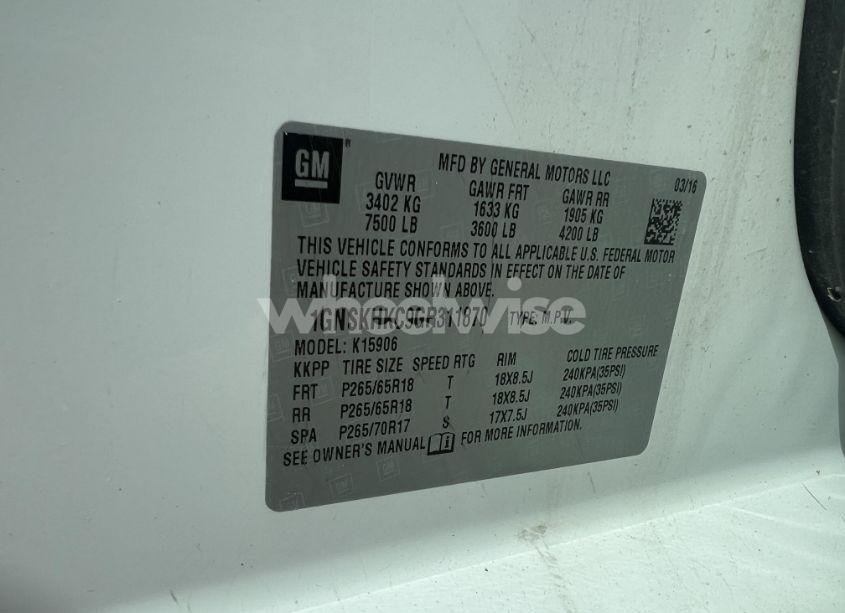 GM
MFD BY GENERAL MOTORS LLC 03/16
GVWR GAWR FRT GAWR RR
3402 KG 1633 KG 1905 KG
7500 LB 3600 LB 4200 LB
THIS VEHICLE CONFORMS TO ALL APPLICABLE U.S. FEDERAL MOTOR
VEHICLE SAFETY STANDARDS IN EFFECT ON THE DATE OF
MANUFACTURE SHOWN ABOVE.
wheelwise
TYPE: M.P.V.
MODEL: K15906
KKPP TIRE SIZE SPEED RTG RIM COLD TIRE PRESSURE
FRT P265/65R18 T 18X8.5J 240KPA(35PSI)
RR P265/65R18 T 18X8.5J 240KPA(35PSI)
SPA P265/70R17 S 17X7.5J 240KPA(35PSI)
SEE OWNER'S MANUAL FOR MORE INFORMATION.